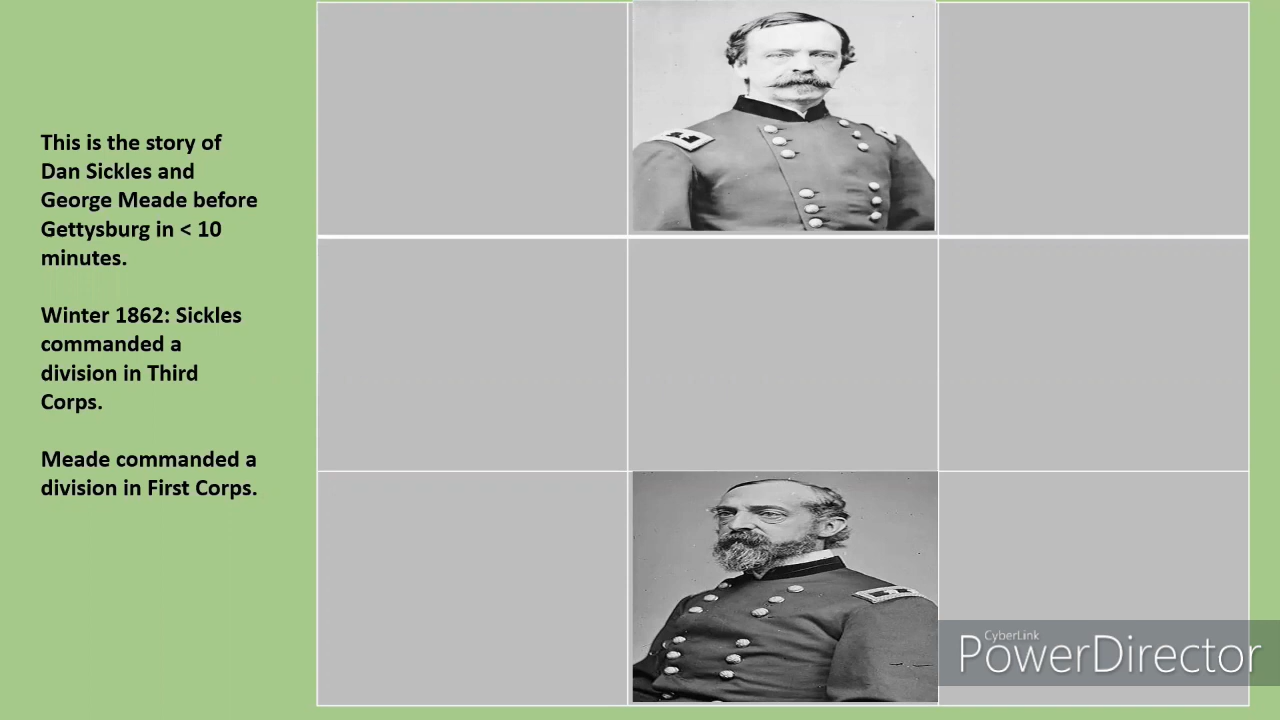 This is the story of
Dan Sickles and
George Meade before
Gettysburg in < 10
minutes.
Winter 1862: Sickles
commanded a
division in Third
Corps.
Meade commanded a
division in First Corps.
CyberLink
PowerDirector